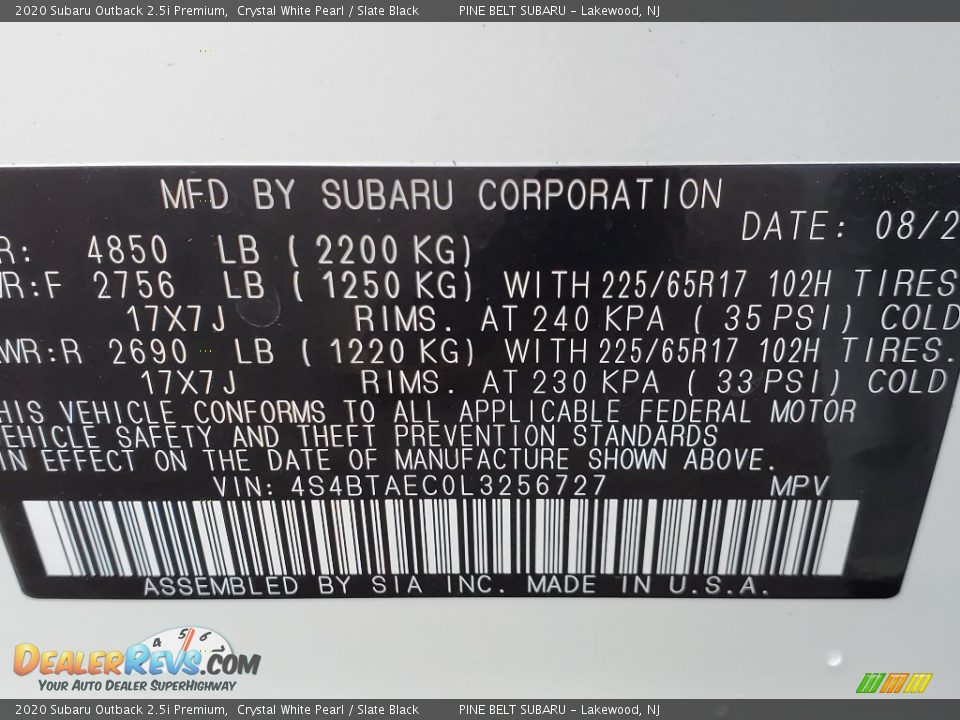 2020 Subaru Outback 2.5i Premium, Crystal White Pearl / Slate Black PINE BELT SUBARU - Lakewood, NJ
MFD BY SUBARU CORPORATION
DATE: 08/2
R: 4850 LB ( 2200 KG)
WR:F 2756 LB ( 1250 KG) WITH 225/65R17 102H TIRES
17X7J RIMS. AT 240 KPA ( 35 PSI) COLD
WR:R 2690 LB ( 1220 KG) WITH 225/65R17 102H TIRES.
17X7J RIMS. AT 230 KPA ( 33 PSI) COLD
HIS VEHICLE CONFORMS TO ALL APPLICABLE FEDERAL MOTOR
EHICLE SAFETY AND THEFT PREVENTION STANDARDS
IN EFFECT ON THE DATE OF MANUFACTURE SHOWN ABOVE.
VIN: 4S4BTAEC0L3256727 MPV
ASSEMBLED BY SIA INC. MADE IN U.S.A.
4 5 6
DEALERREVS.COM
YOUR AUTO DEALER SUPERHIGHWAY
2020 Subaru Outback 2.5i Premium, Crystal White Pearl / Slate Black PINE BELT SUBARU - Lakewood, NJ